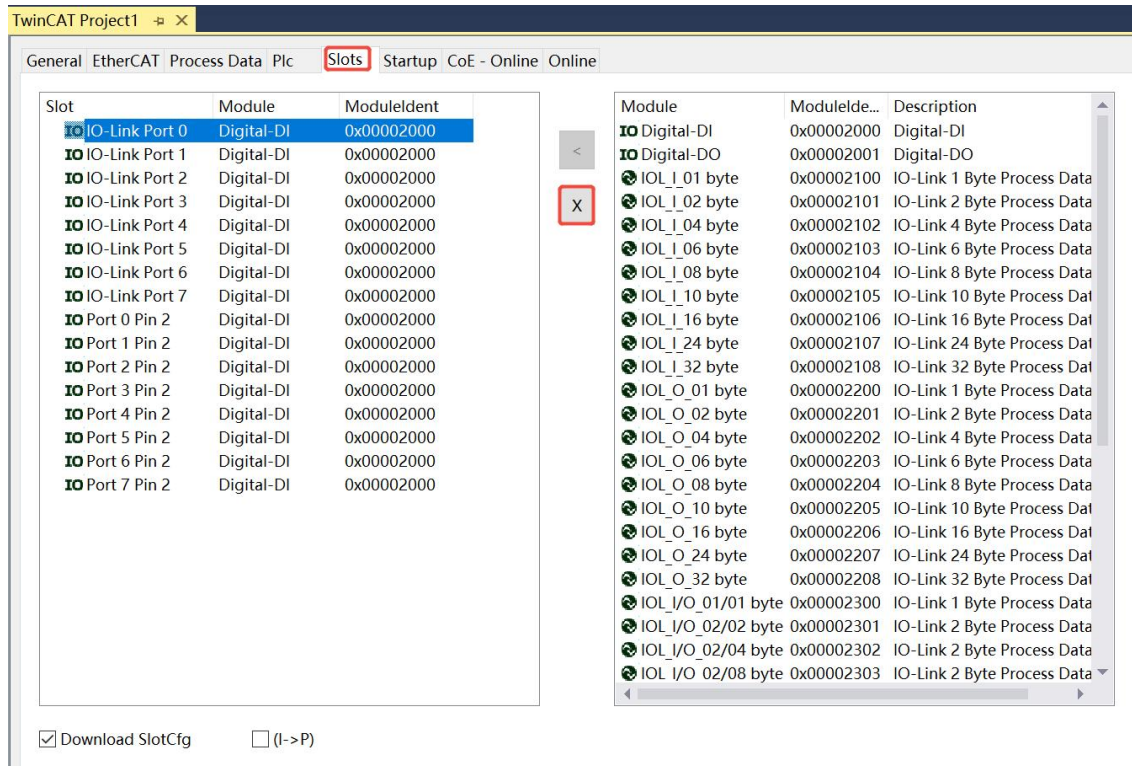 TwinCAT Project1
General EtherCAT Process Data Plc Slots Startup CoE - Online Online
Slot Module ModuleIdent
IO IO-Link Port 0 Digital-DI 0x00002000
IO IO-Link Port 1 Digital-DI 0x00002000
IO IO-Link Port 2 Digital-DI 0x00002000
IO IO-Link Port 3 Digital-DI 0x00002000
IO IO-Link Port 4 Digital-DI 0x00002000
IO IO-Link Port 5 Digital-DI 0x00002000
IO IO-Link Port 6 Digital-DI 0x00002000
IO IO-Link Port 7 Digital-DI 0x00002000
IO Port 0 Pin 2 Digital-DI 0x00002000
IO Port 1 Pin 2 Digital-DI 0x00002000
IO Port 2 Pin 2 Digital-DI 0x00002000
IO Port 3 Pin 2 Digital-DI 0x00002000
IO Port 4 Pin 2 Digital-DI 0x00002000
IO Port 5 Pin 2 Digital-DI 0x00002000
IO Port 6 Pin 2 Digital-DI 0x00002000
IO Port 7 Pin 2 Digital-DI 0x00002000
<
X
Module ModuleIde... Description
IO Digital-DI 0x00002000 Digital-DI
IO Digital-DO 0x00002001 Digital-DO
IOL_I_01 byte 0x00002100 IO-Link 1 Byte Process Data
IOL_I_02 byte 0x00002101 IO-Link 2 Byte Process Data
IOL_I_04 byte 0x00002102 IO-Link 4 Byte Process Data
IOL_I_06 byte 0x00002103 IO-Link 6 Byte Process Data
IOL_I_08 byte 0x00002104 IO-Link 8 Byte Process Data
IOL_I_10 byte 0x00002105 IO-Link 10 Byte Process Dat
IOL_I_16 byte 0x00002106 IO-Link 16 Byte Process Dat
IOL_I_24 byte 0x00002107 IO-Link 24 Byte Process Dat
IOL_I_32 byte 0x00002108 IO-Link 32 Byte Process Dat
IOL_O_01 byte 0x00002200 IO-Link 1 Byte Process Data
IOL_O_02 byte 0x00002201 IO-Link 2 Byte Process Data
IOL_O_04 byte 0x00002202 IO-Link 4 Byte Process Data
IOL_O_06 byte 0x00002203 IO-Link 6 Byte Process Data
IOL_O_08 byte 0x00002204 IO-Link 8 Byte Process Data
IOL_O_10 byte 0x00002205 IO-Link 10 Byte Process Dat
IOL_O_16 byte 0x00002206 IO-Link 16 Byte Process Dat
IOL_O_24 byte 0x00002207 IO-Link 24 Byte Process Dat
IOL_O_32 byte 0x00002208 IO-Link 32 Byte Process Dat
IOL_I/O_01/01 byte 0x00002300 IO-Link 1 Byte Process Data
IOL_I/O_02/02 byte 0x00002301 IO-Link 2 Byte Process Data
IOL_I/O_02/04 byte 0x00002302 IO-Link 2 Byte Process Data
IOL_I/O_02/08 byte 0x00002303 IO-Link 2 Byte Process Data
Download SlotCfg (I->P)